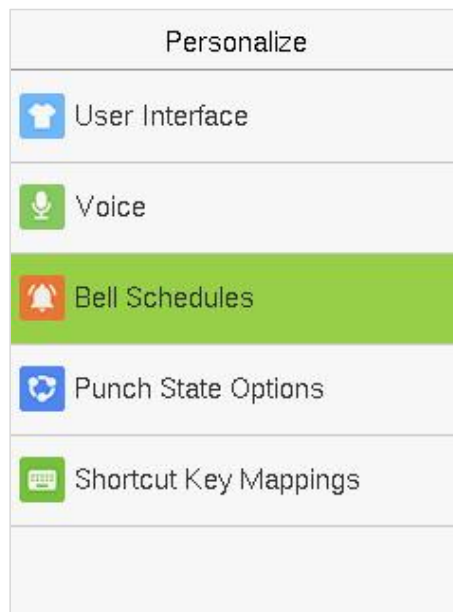 Personalize
User Interface
Voice
Bell Schedules
Punch State Options
Shortcut Key Mappings